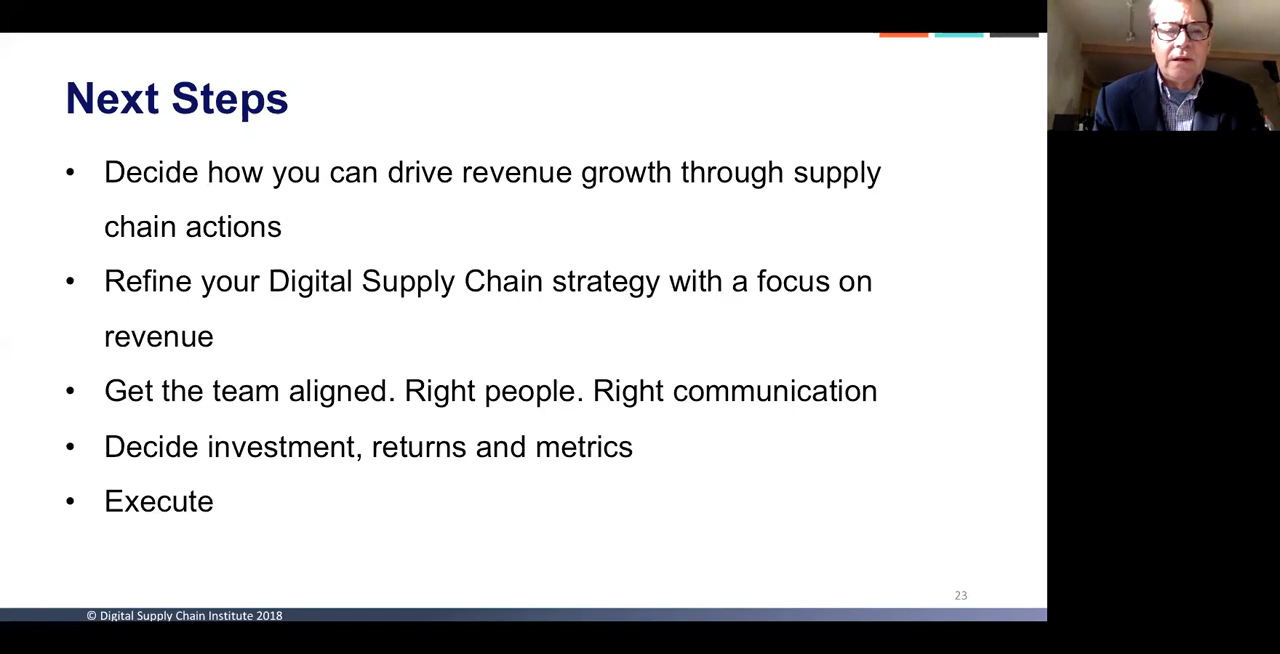 Next Steps
• Decide how you can drive revenue growth through supply
chain actions
• Refine your Digital Supply Chain strategy with a focus on
revenue
• Get the team aligned. Right people. Right communication
• Decide investment, returns and metrics
• Execute
23
© Digital Supply Chain Institute 2018